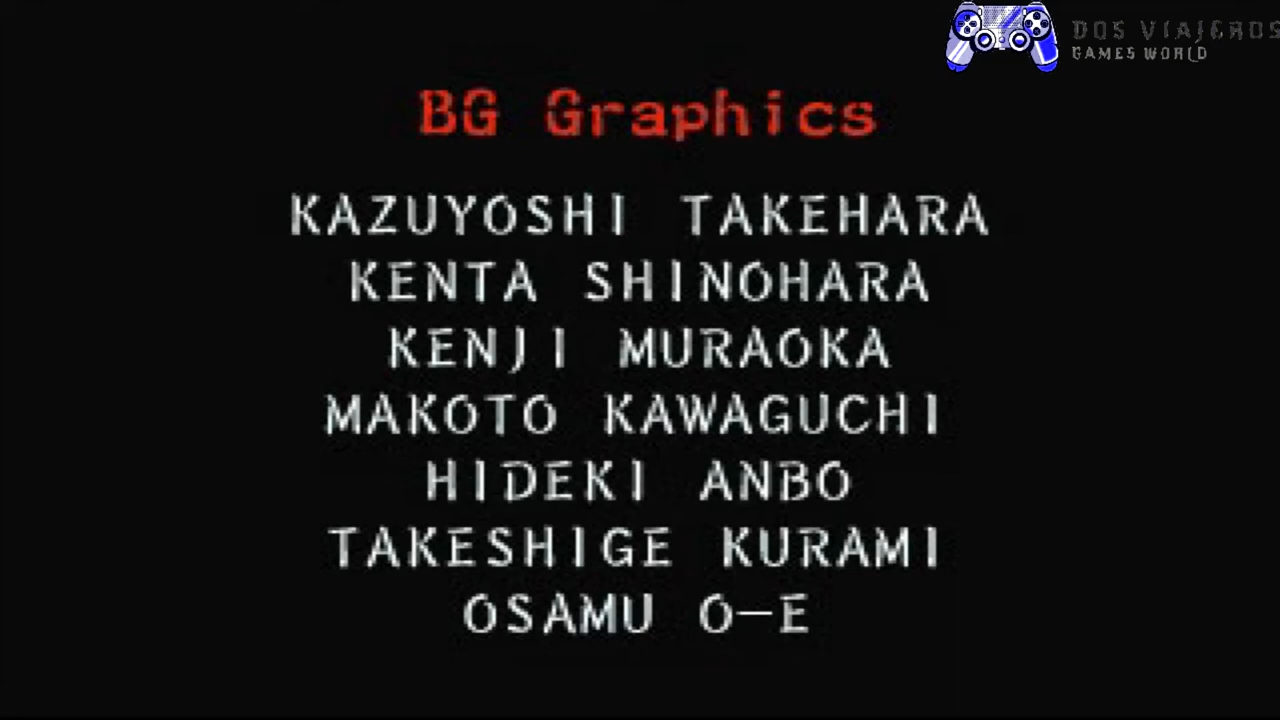 DOS VIAJEROS
GAMES WORLD
BG Graphics
KAZUYOSHI TAKEHARA
KENTA SHINOHARA
KENJI MURAOKA
MAKOTO KAWAGUCHI
HIDEKI ANBO
TAKESHIGE KURAMI
OSAMU O-E